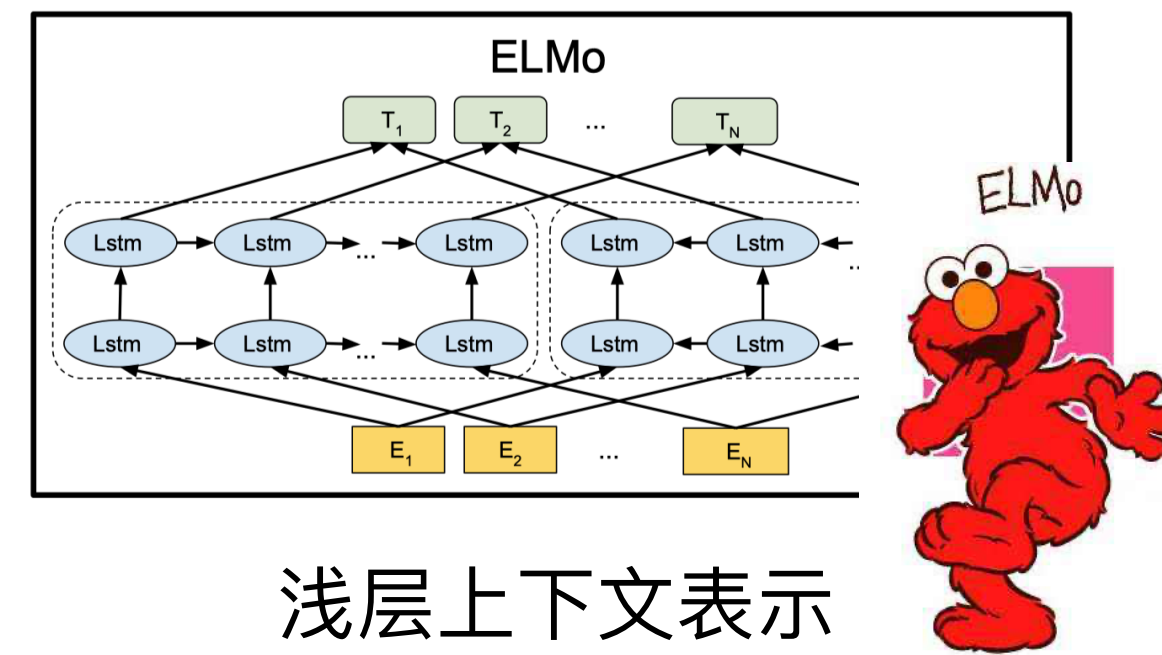 ELMo
T1 T2 ... TN
ELMo
Lstm Lstm ... Lstm Lstm Lstm ..
Lstm Lstm ... Lstm Lstm Lstm
E1 E2 ... EN
浅层上下文表示